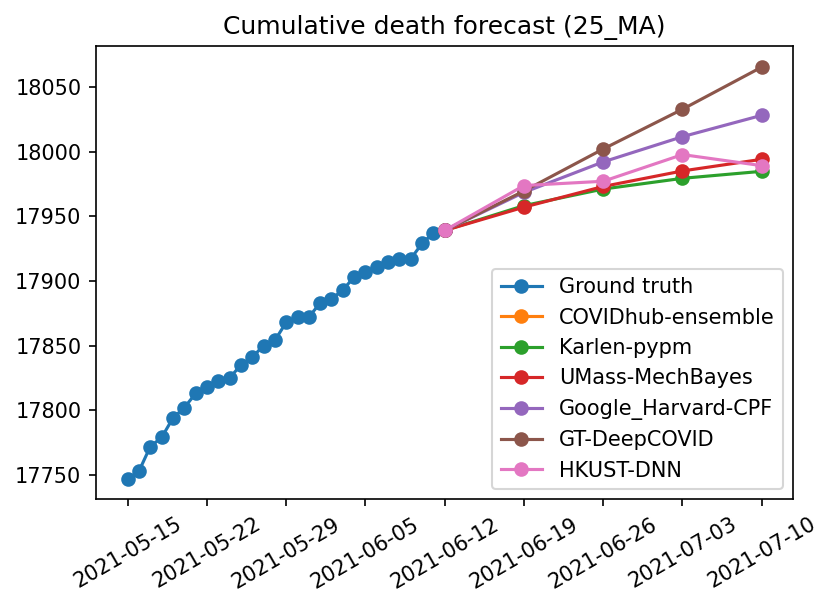 Cumulative death forecast (25_MA)
18050
18000
17950
17900
17850
17800
17750
Ground truth
COVIDhub-ensemble
Karlen-pypm
UMass-MechBayes
Google_Harvard-CPF
GT-DeepCOVID
HKUST-DNN
2021-05-15
2021-05-22
2021-05-29
2021-06-05
2021-06-12
2021-06-19
2021-06-26
2021-07-03
2021-07-10